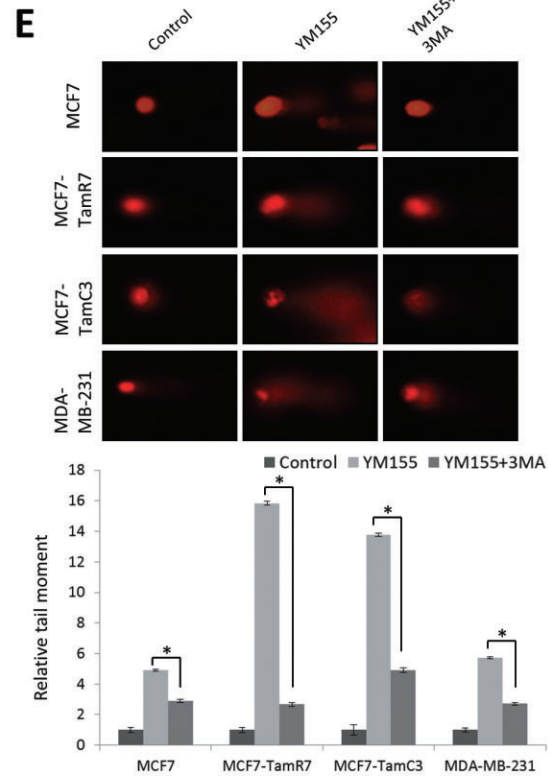 E
Control
YM155
YM155+
3MA
MCF7
MCF7-
TamR7
MCF7-
TamC3
MDA-
MB-231
Control YM155 YM155+3MA
Relative tail moment
18
16
14
12
10
8
6
4
2
0
*
*
*
*
MCF7 MCF7-TamR7 MCF7-TamC3 MDA-MB-231